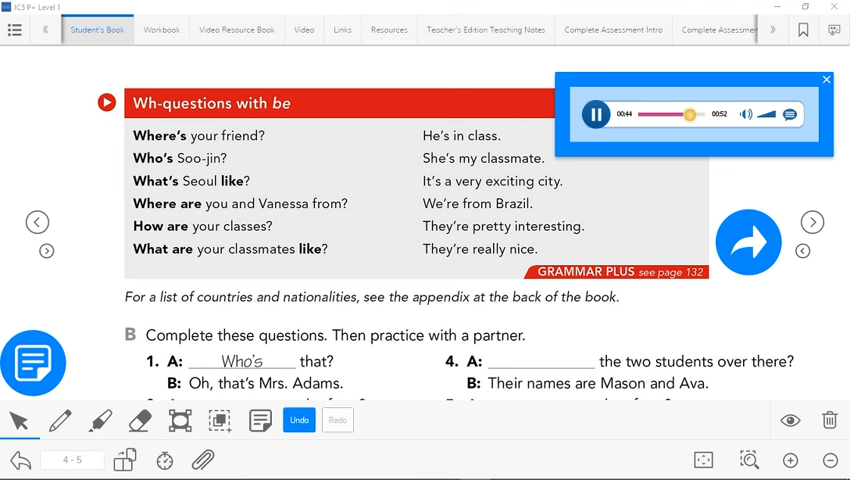 IC5 P+ Level 1
Student's Book
Workbook
Video Resource Book
Video
Links
Resources
Teacher's Edition Teaching Notes
Complete Assessment Intro
Complete Assessmen
Wh-questions with be
00:44
00:52
Where's your friend?
He's in class.
Who's Soo-jin?
She's my classmate.
What's Seoul like?
It's a very exciting city.
Where are you and Vanessa from?
We're from Brazil.
How are your classes?
They're pretty interesting.
What are your classmates like?
They're really nice.
GRAMMAR PLUS see page 132
For a list of countries and nationalities, see the appendix at the back of the book.
B Complete these questions. Then practice with a partner.
1. A: Who's that?
B: Oh, that's Mrs. Adams.
4. A: ____________ the two students over there?
B: Their names are Mason and Ava.
Undo
Redo
4 - 5